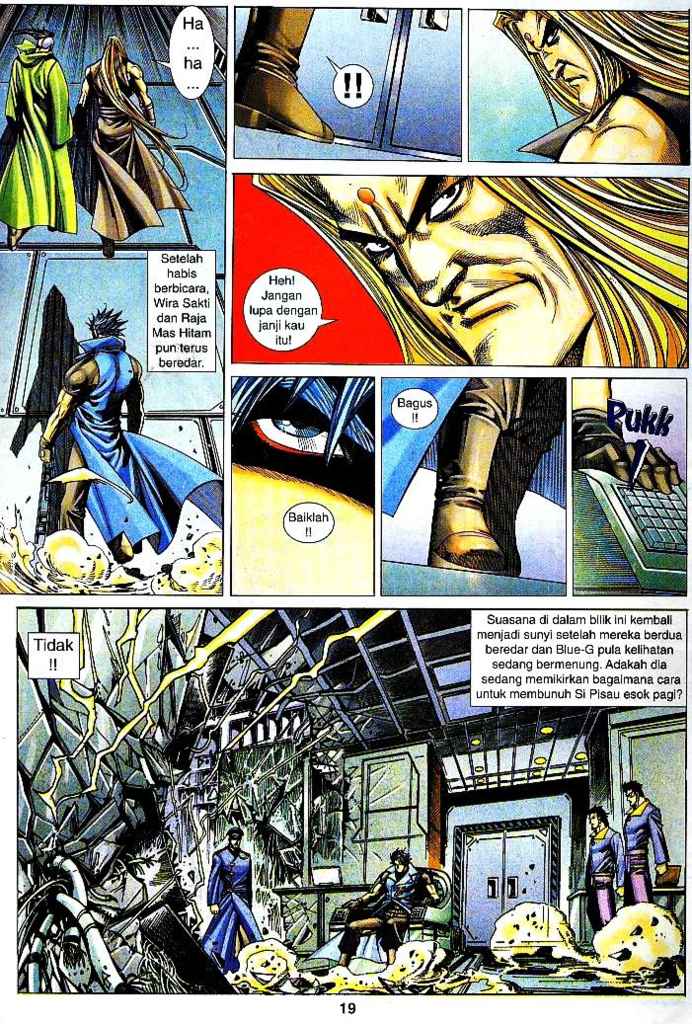 Ha
...
ha
...
!!
Setelah
habis
berbicara,
Wira Sakti
dan Raja
Mas Hitam
pun terus
beredar.
Heh!
Jangan
lupa dengan
janji kau
itu!
Baiklah
!!
Bagus
!!
Pukk
!
Tidak
!!
Suasana di dalam bilik ini kembali
menjadi sunyi setelah mereka berdua
beredar dan Blue-G pula kelihatan
sedang bermenung. Adakah dia
sedang memikirkan bagaimana cara
untuk membunuh Si Pisau esok pagi?
19